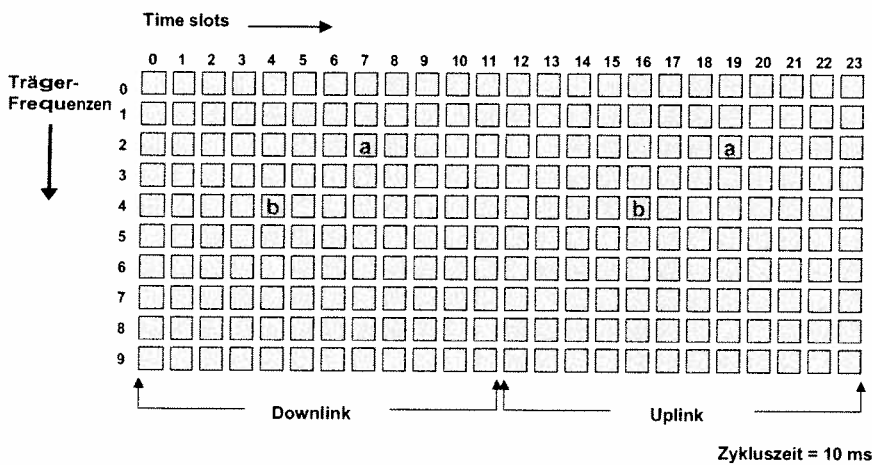 Time slots
0 1 2 3 4 5 6 7 8 9 10 11 12 13 14 15 16 17 18 19 20 21 22 23
Träger-
Frequenzen
0
1
2 a a
3
4 b b
5
6
7
8
9
Downlink Uplink
Zykluszeit = 10 ms